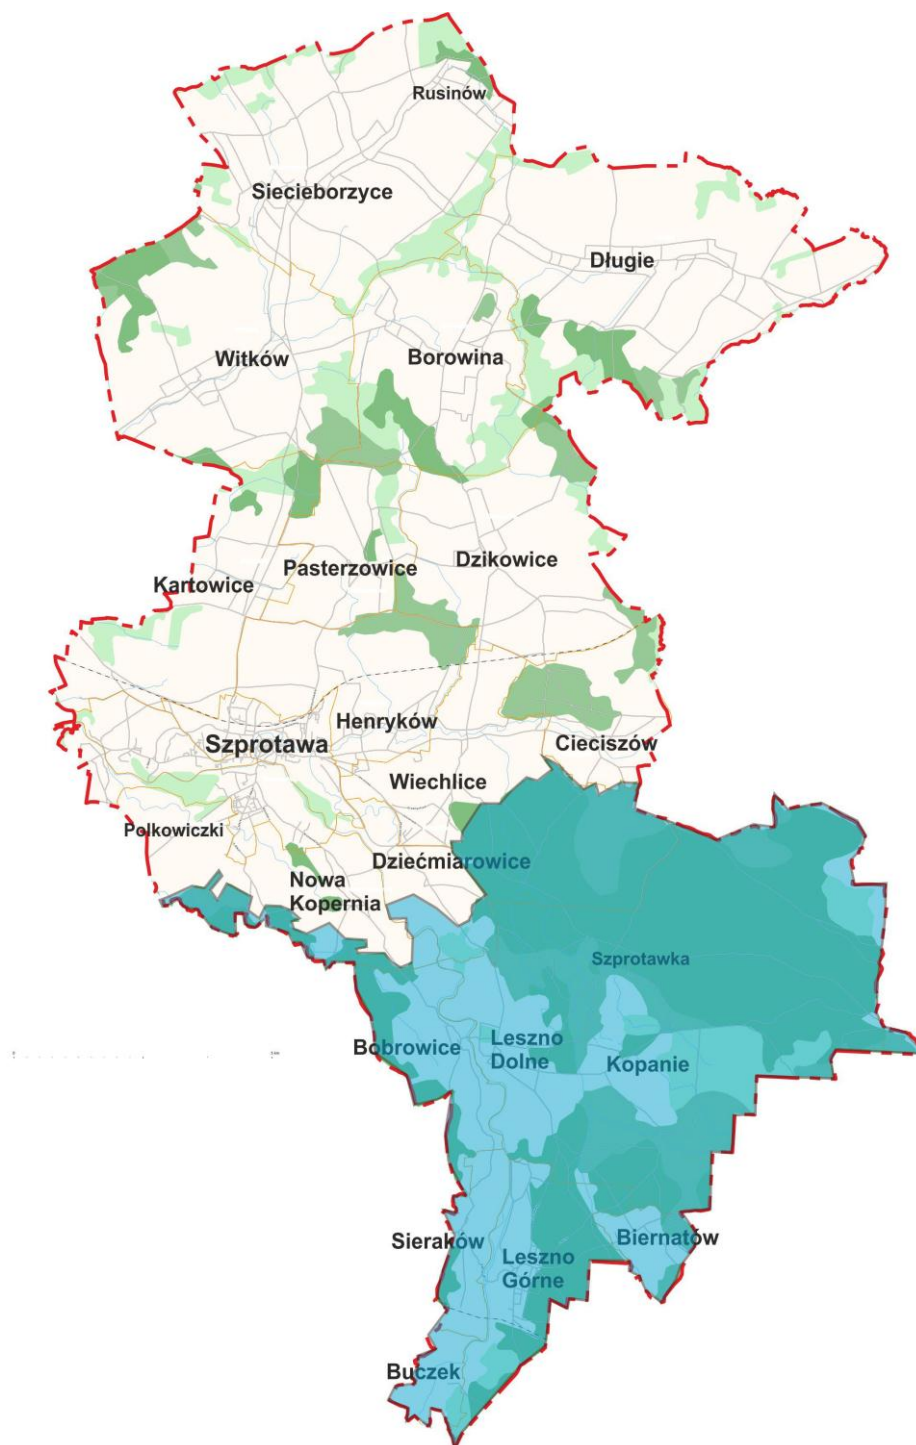 Rusinów
Siecieborzyce
Długie
Witków
Borowina
Dzikowice
Pasterzowice
Kartowice
Henryków
Szprotawa
Cieciszów
Wiechlice
Polkowiczki
Dziećmiarowice
Nowa
Kopernia
Szprotawka
Bobrowice
Leszno
Dolne
Kopanie
Sieraków
Biernatów
Leszno
Górne
Buczek